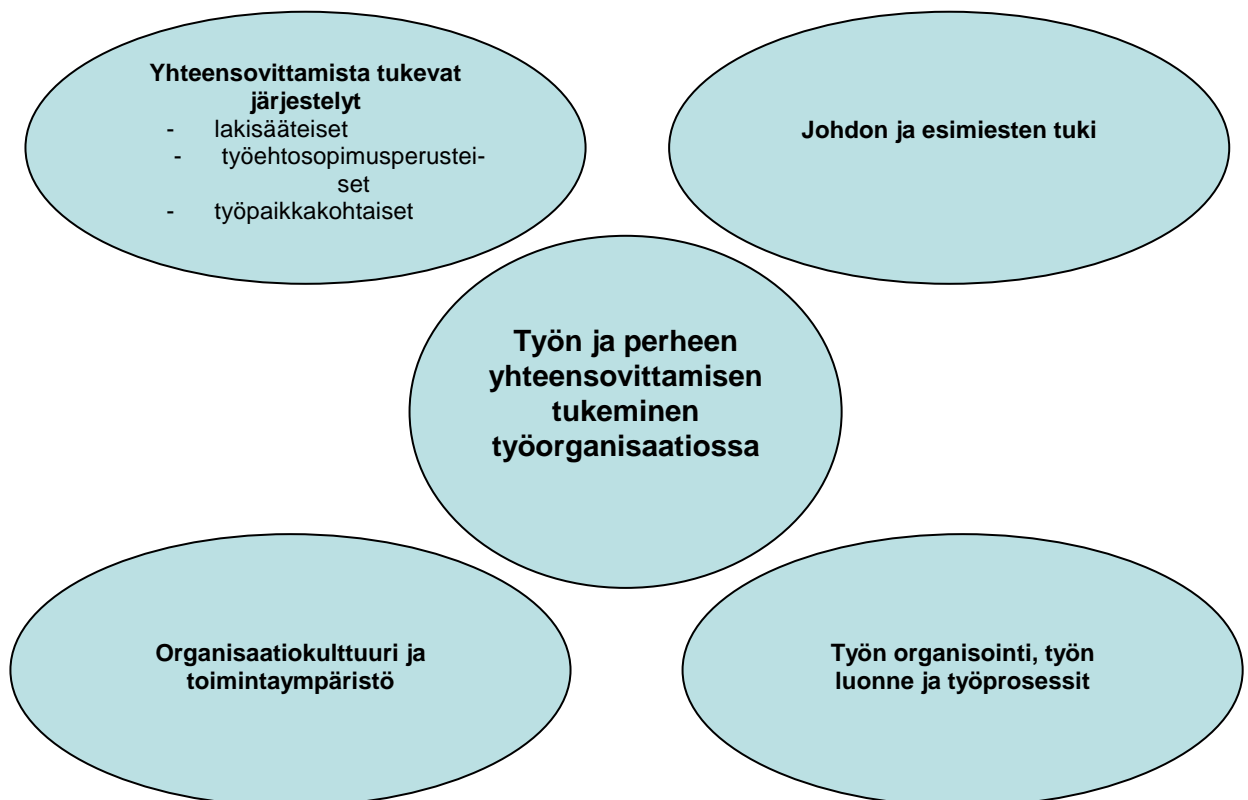 Yhteensovittamista tukevat
järjestelyt
- lakisääteiset
- työehtosopimusperustei-
set
- työpaikkakohtaiset
Johdon ja esimiesten tuki
Työn ja perheen
yhteensovittamisen
tukeminen
työorganisaatiossa
Organisaatiokulttuuri ja
toimintaympäristö
Työn organisointi, työn
luonne ja työprosessit